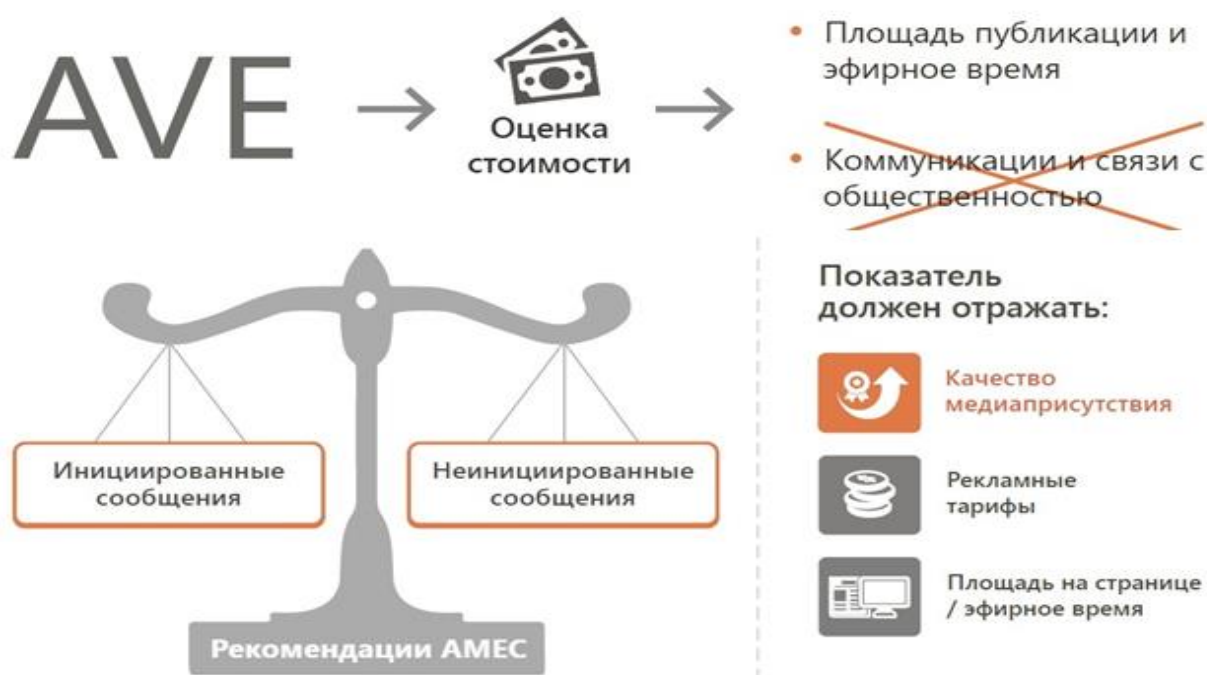 AVE
Оценка
стоимости
• Площадь публикации и
эфирное время
• Коммуникации и связи с
общественностью
Инициированные
сообщения
Неинициированные
сообщения
Рекомендации AMEC
Показатель
должен отражать:
Качество
медиаприсутствия
Рекламные
тарифы
Площадь на странице
/ эфирное время